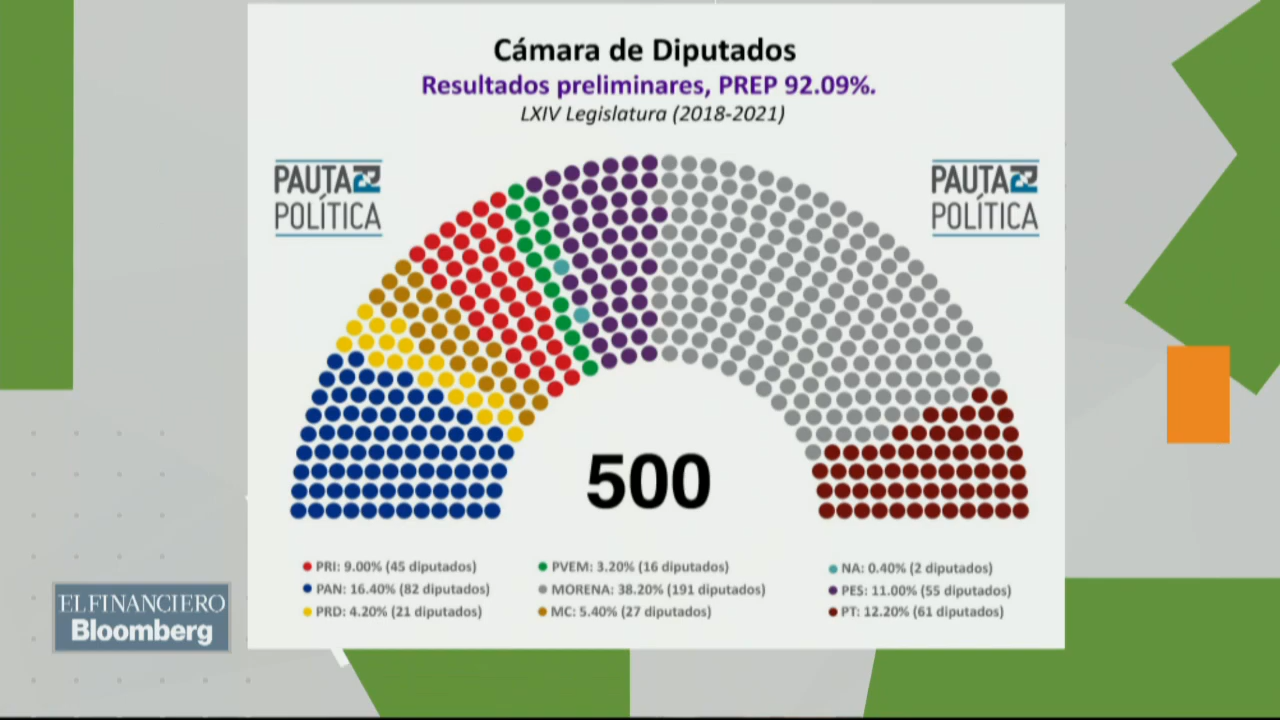 Cámara de Diputados
Resultados preliminares, PREP 92.09%.
LXIV Legislatura (2018-2021)
PAUTA
POLÍTICA
PAUTA
POLÍTICA
500
PRI: 9.00% (45 diputados)
PVEM: 3.20% (16 diputados)
NA: 0.40% (2 diputados)
PAN: 16.40% (82 diputados)
MORENA: 38.20% (191 diputados)
PES: 11.00% (55 diputados)
PRD: 4.20% (21 diputados)
MC: 5.40% (27 diputados)
PT: 12.20% (61 diputados)
EL FINANCIERO
Bloomberg